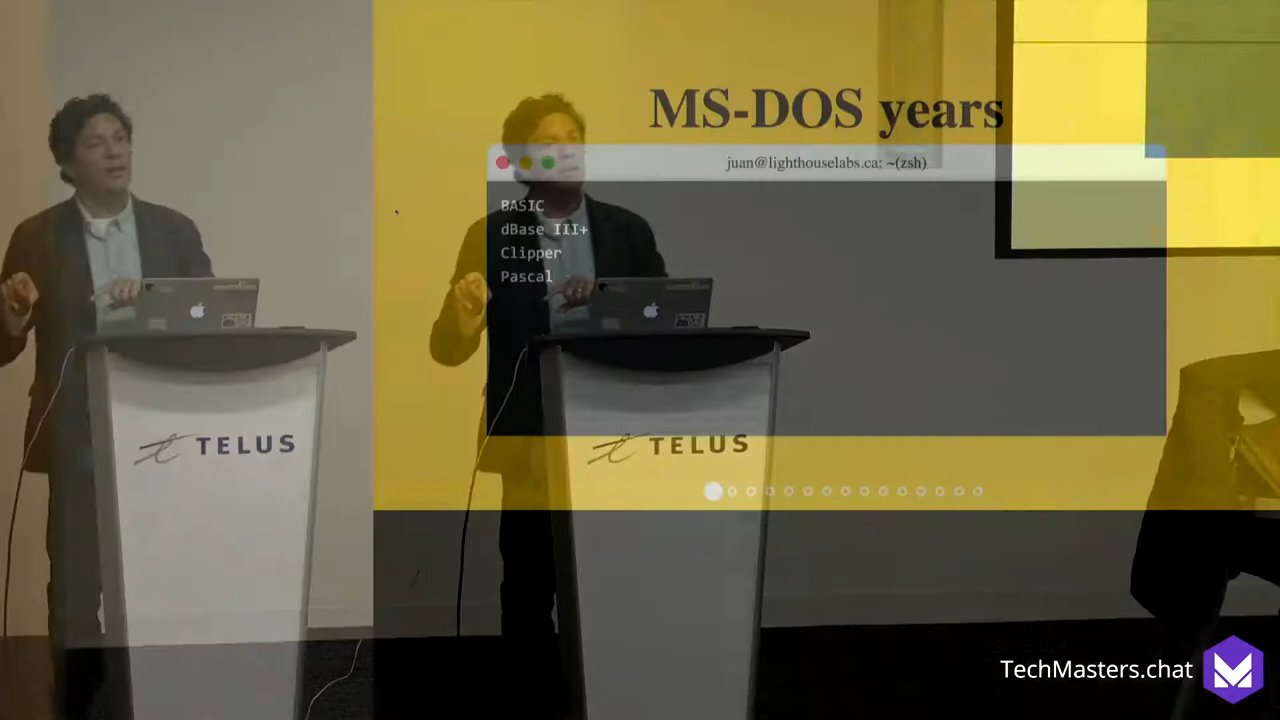 MS-DOS years
juan@lighthouselabs.ca: ~(zsh)
BASIC
dBase III+
Clipper
Pascal
TELUS
TELUS
TechMasters.chat